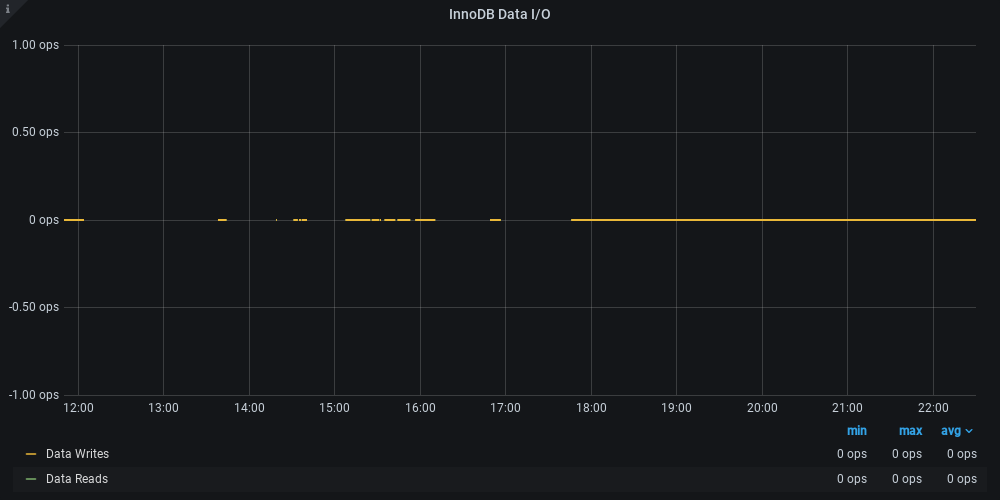 i
InnoDB Data I/O
1.00 ops
0.50 ops
0 ops
-0.50 ops
-1.00 ops
12:00 13:00 14:00 15:00 16:00 17:00 18:00 19:00 20:00 21:00 22:00
min max avg
Data Writes 0 ops 0 ops 0 ops
Data Reads 0 ops 0 ops 0 ops